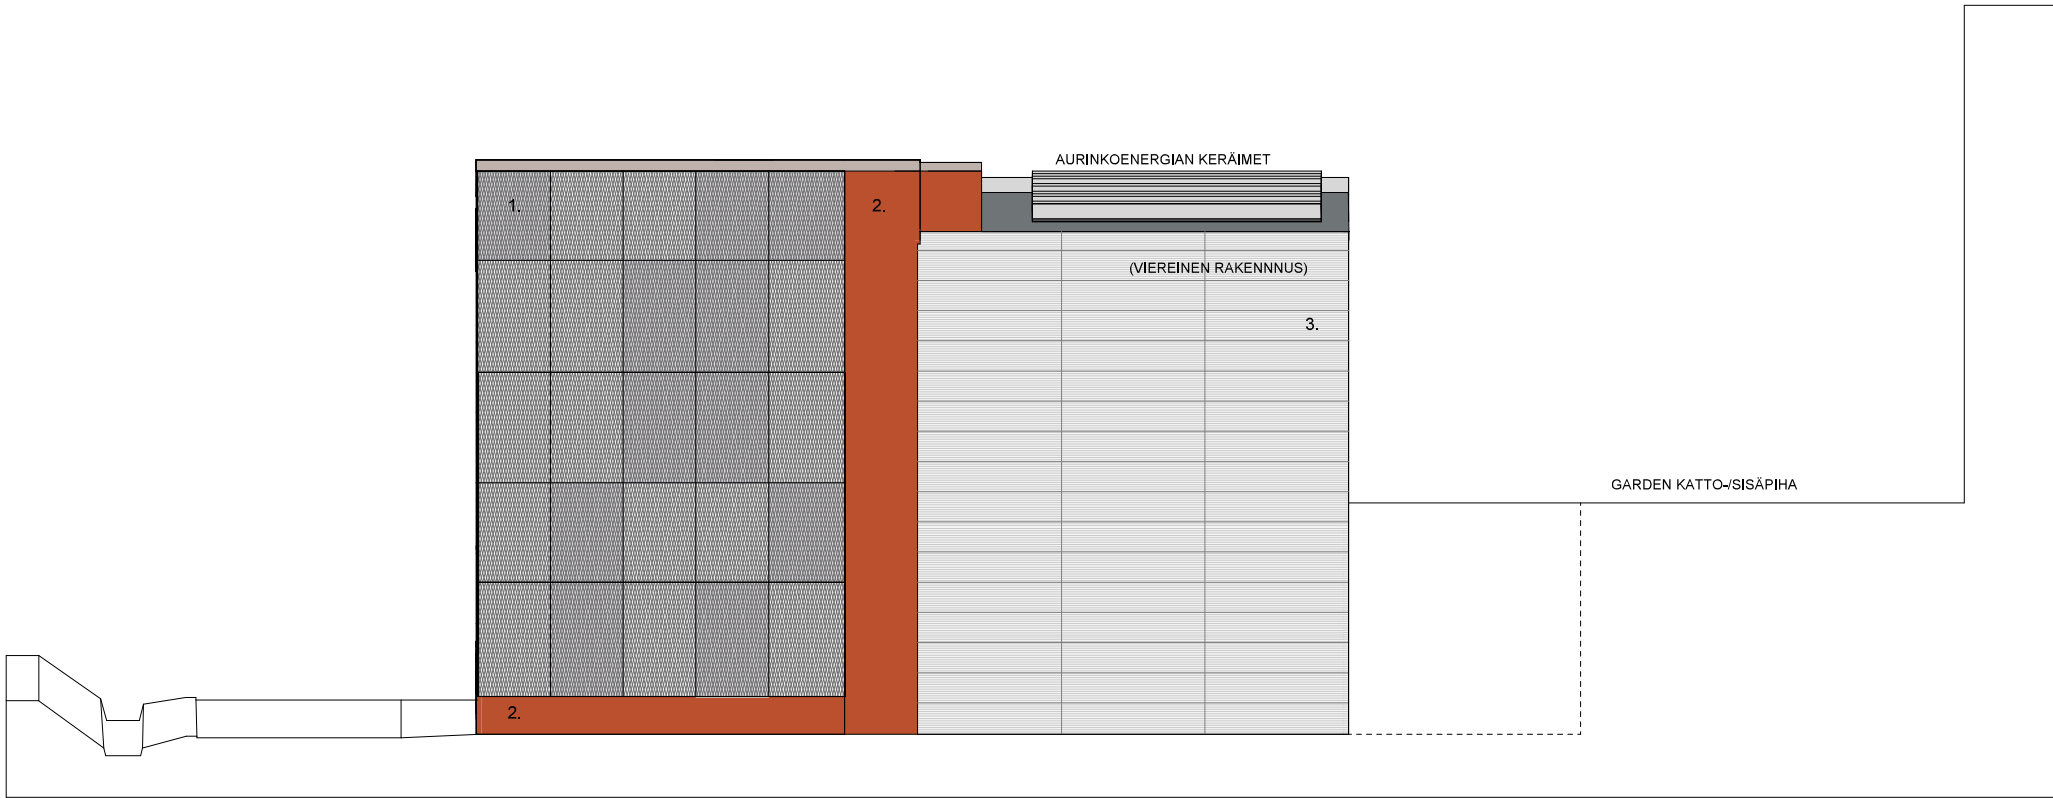 AURINKOENERGIAN KERÄIMET
1.
2.
(VIEREINEN RAKENNNUS)
3.
GARDEN KATTO-/SISÄPIHA
2.